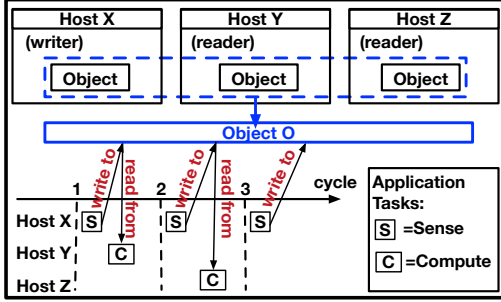 Host X
Host Y
Host Z
(writer)
(reader)
(reader)
Object
Object
Object
Object O
write to
read from
write to
read from
write to
1
2
3
cycle
Host X
S
S
S
Host Y
C
Host Z
C
Application
Tasks:
S =Sense
C =Compute